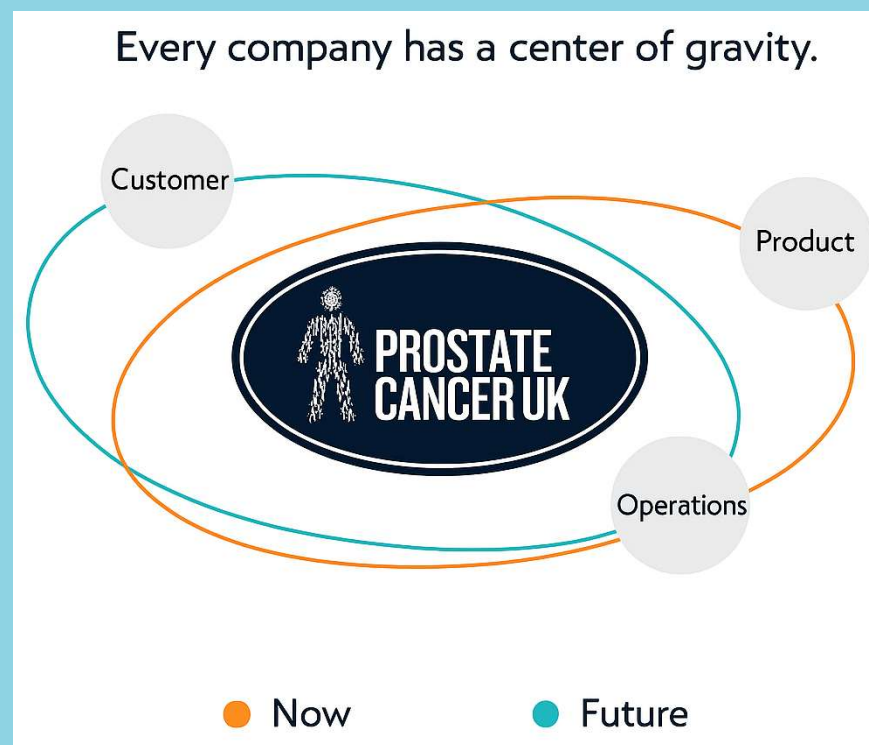 Every company has a center of gravity.
Customer
Product
PROSTATE
CANCER UK
Operations
Now
Future